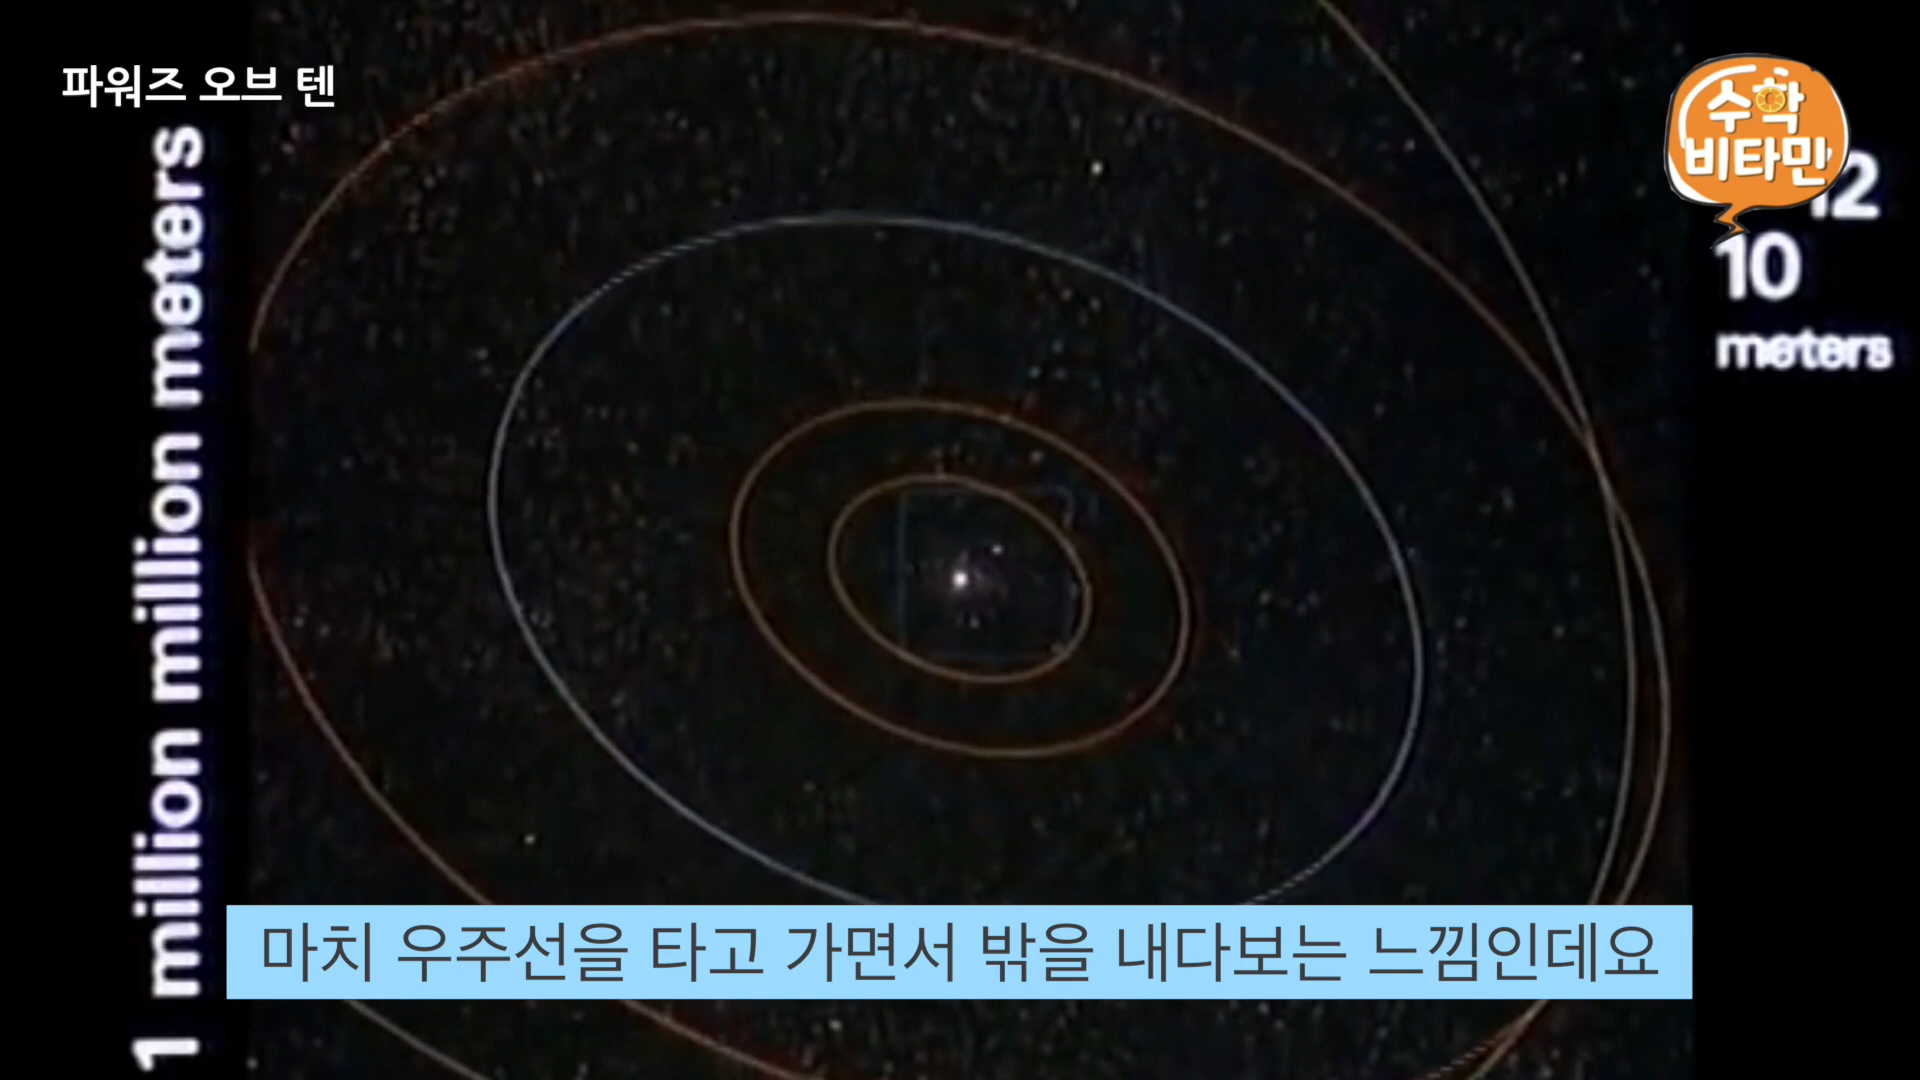 파워즈 오브 텐
1 million million meters
수학
비타민
12
10
meters
마치 우주선을 타고 가면서 밖을 내다보는 느낌인데요